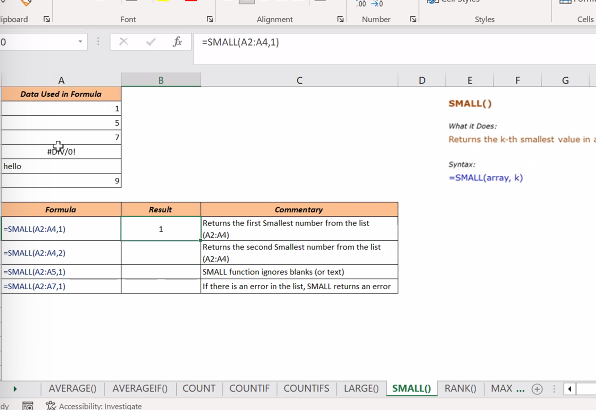 Font
Alignment
Number
Styles
Cells
fx =SMALL(A2:A4,1)
A B C D E F G
Data Used in Formula
1
5
7
#DIV/0!
hello
9
SMALL()
What it Does:
Returns the k-th smallest value in a
Syntax:
=SMALL(array, k)
Formula Result Commentary
=SMALL(A2:A4,1) 1 Returns the first Smallest number from the list
(A2:A4)
=SMALL(A2:A4,2) Returns the second Smallest number from the list
(A2:A4)
=SMALL(A2:A5,1) SMALL function ignores blanks (or text)
=SMALL(A2:A7,1) If there is an error in the list, SMALL returns an error
AVERAGE() AVERAGEIF() COUNT COUNTIF COUNTIFS LARGE() SMALL() RANK() MAX ...
Accessibility: Investigate